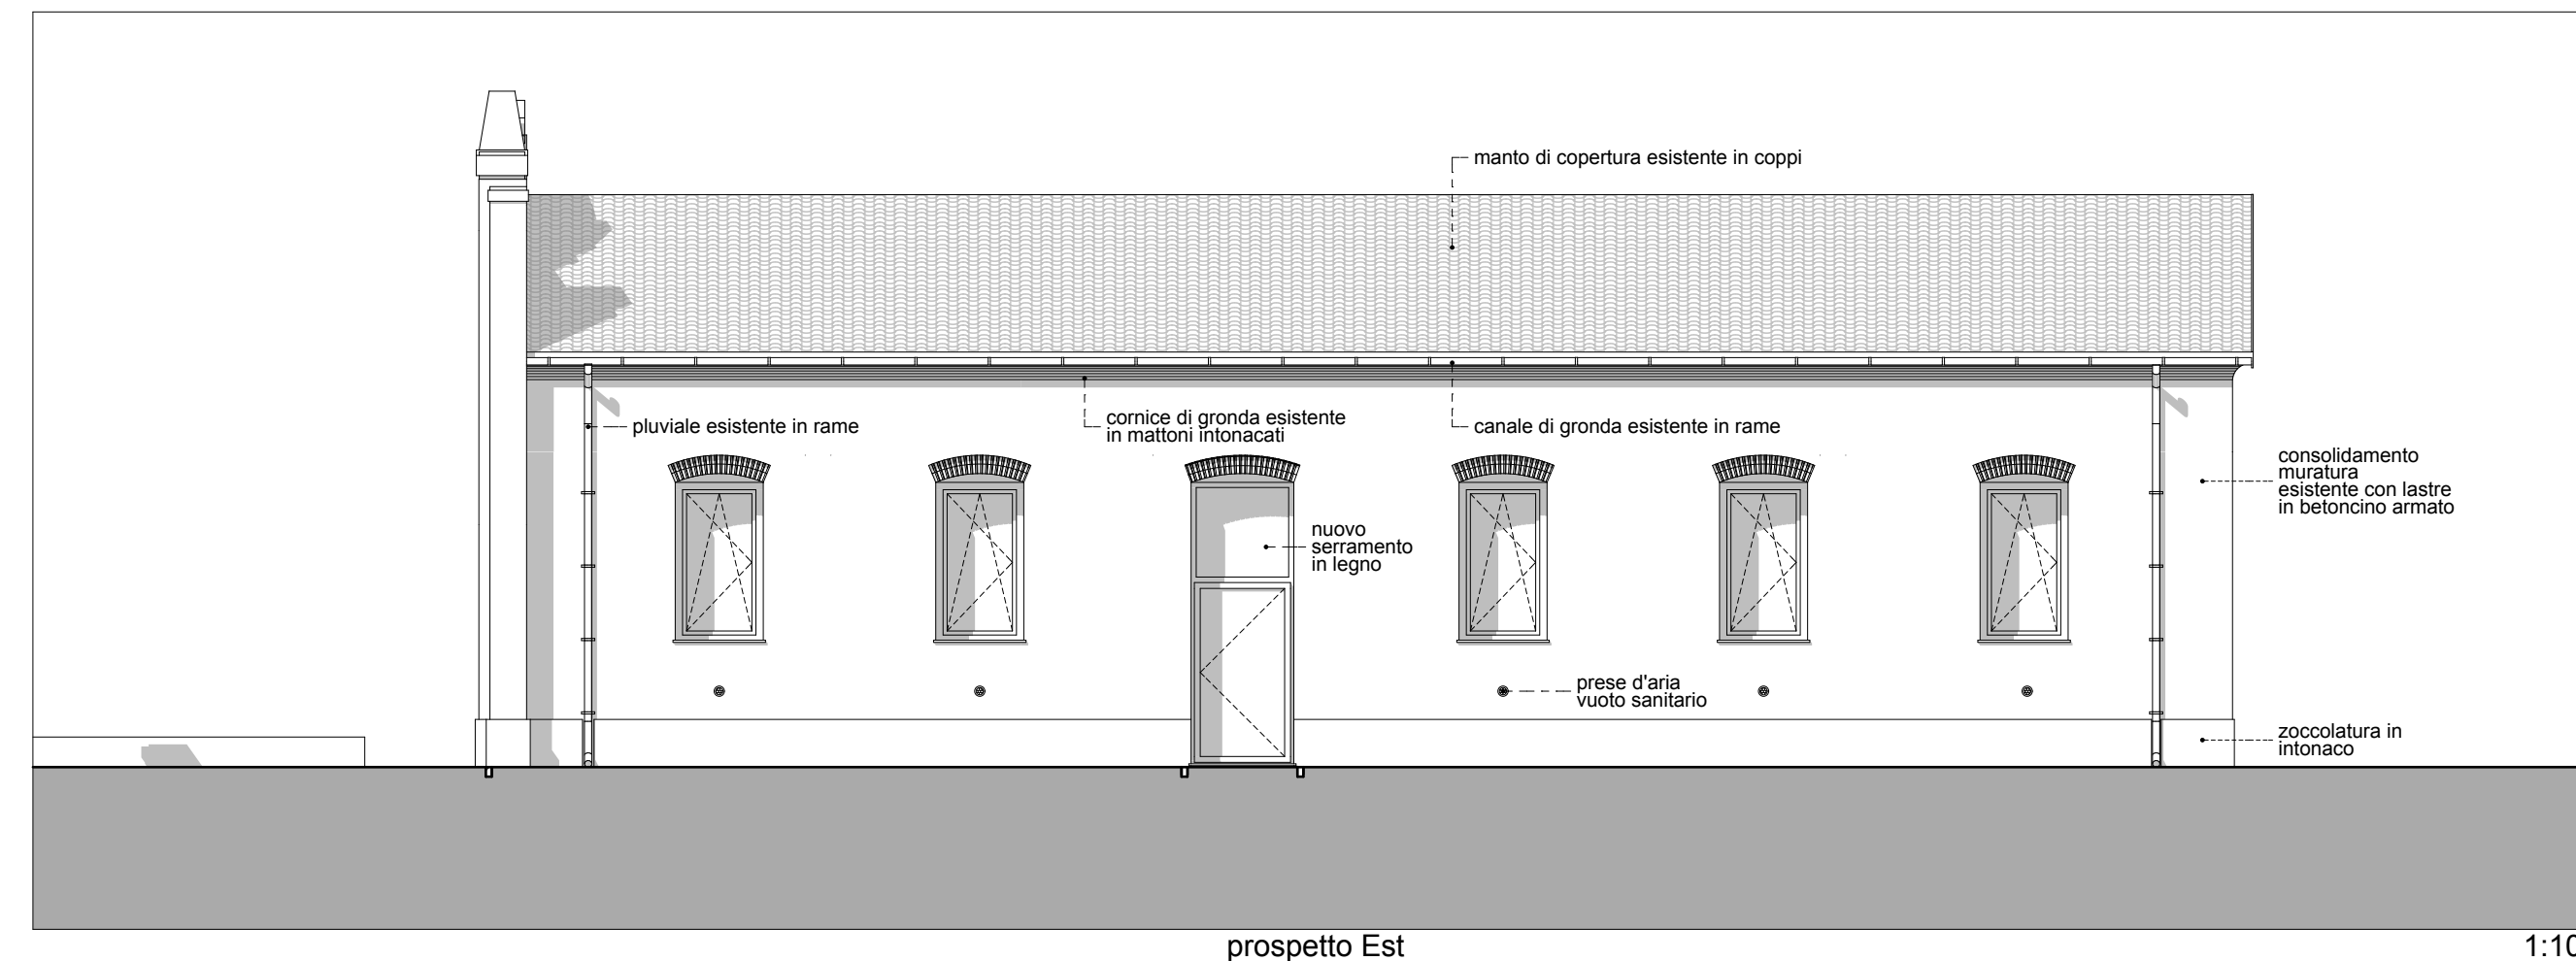 manto di copertura esistente in coppi
pluviale esistente in rame
cornice di gronda esistente
in mattoni intonacati
canale di gronda esistente in rame
consolidamento
muratura
esistente con lastre
in betoncino armato
nuovo
serramento
in legno
prese d'aria
vuoto sanitario
zoccolatura in
intonaco
prospetto Est
1:10